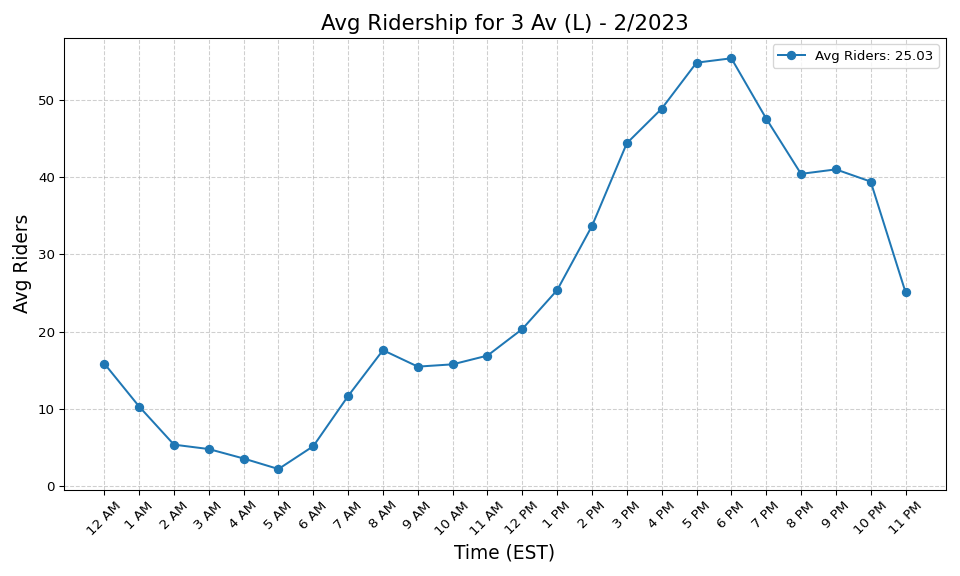 Avg Ridership for 3 Av (L) - 2/2023
Avg Riders: 25.03
Avg Riders
50
40
30
20
10
0
12 AM
1 AM
2 AM
3 AM
4 AM
5 AM
6 AM
7 AM
8 AM
9 AM
10 AM
11 AM
12 PM
1 PM
2 PM
3 PM
4 PM
5 PM
6 PM
7 PM
8 PM
9 PM
10 PM
11 PM
Time (EST)